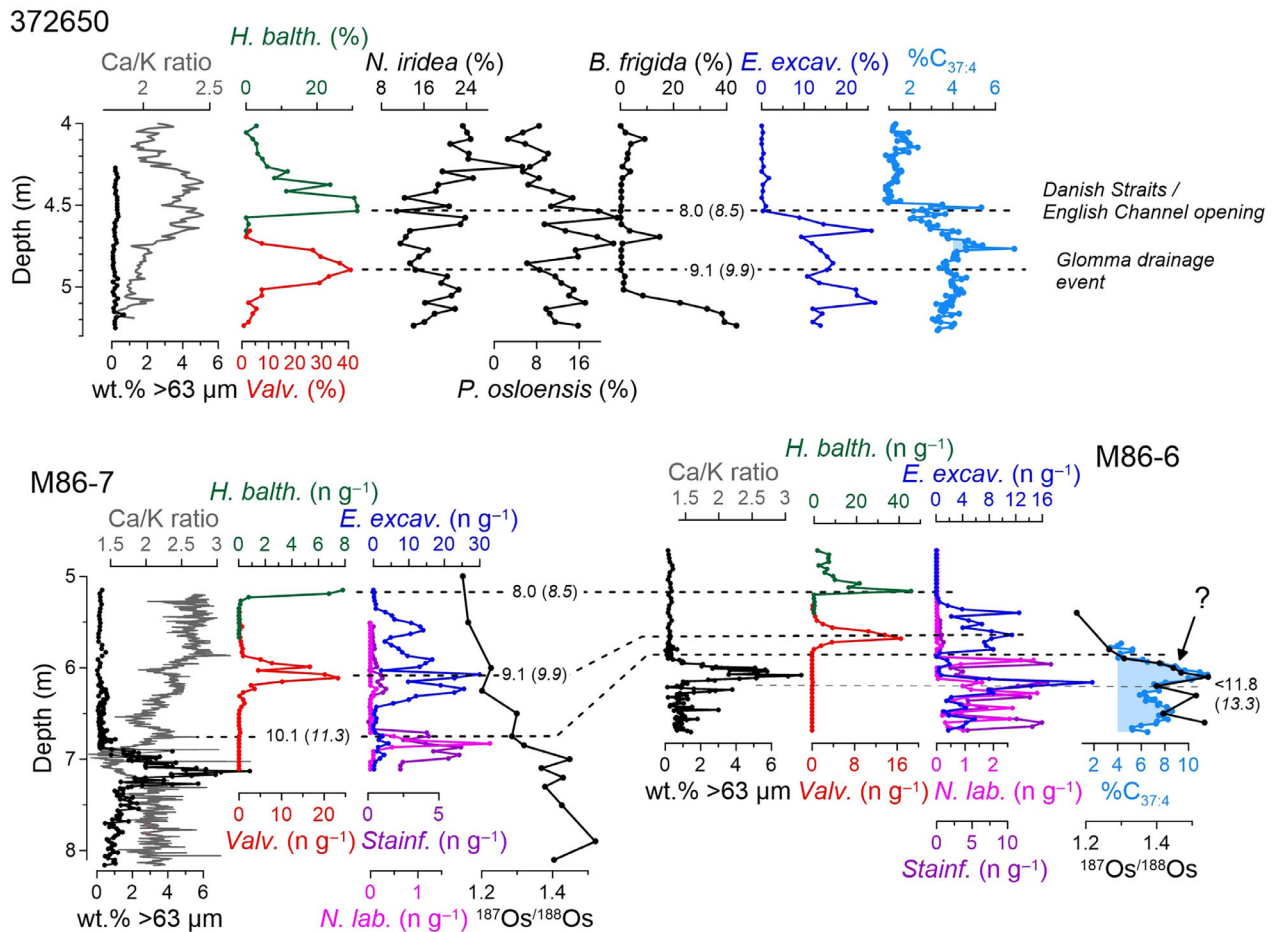 372650
H. balth. (%)
Ca/K ratio
N. iridea (%)
B. frigida (%)
E. excav. (%)
%C37:4
2 2.5
0 20
8 16 24
0 20 40
0 10 20
2 4 6
Depth (m)
4
4.5
5
Danish Straits /
English Channel opening
8.0 (8.5)
Glomma drainage
event
9.1 (9.9)
0 2 4 6
0 10 20 30 40
0 8 16
wt.% >63 µm
Valv. (%)
P. osloensis (%)
M86-7
H. balth. (n g⁻¹)
Ca/K ratio
E. excav. (n g⁻¹)
1.5 2 2.5 3
0 2 4 6 8
0 10 20 30
Depth (m)
5
6
7
8
8.0 (8.5)
9.1 (9.9)
10.1 (11.3)
0 10 20
0 5
Valv. (n g⁻¹)
Stainf. (n g⁻¹)
0 2 4 6
0 1
1.2 1.4
wt.% >63 µm
N. lab. (n g⁻¹)
¹⁸⁷Os/¹⁸⁸Os
M86-6
H. balth. (n g⁻¹)
Ca/K ratio
E. excav. (n g⁻¹)
1.5 2 2.5 3
0 20 40
0 4 8 12 16
?
<11.8
(13.3)
0 2 4 6
0 8 16
0 1 2
2 4 6 8 10
wt.% >63 µm
Valv. (n g⁻¹)
N. lab. (n g⁻¹)
%C37:4
0 5 10
1.2 1.4
Stainf. (n g⁻¹)
¹⁸⁷Os/¹⁸⁸Os